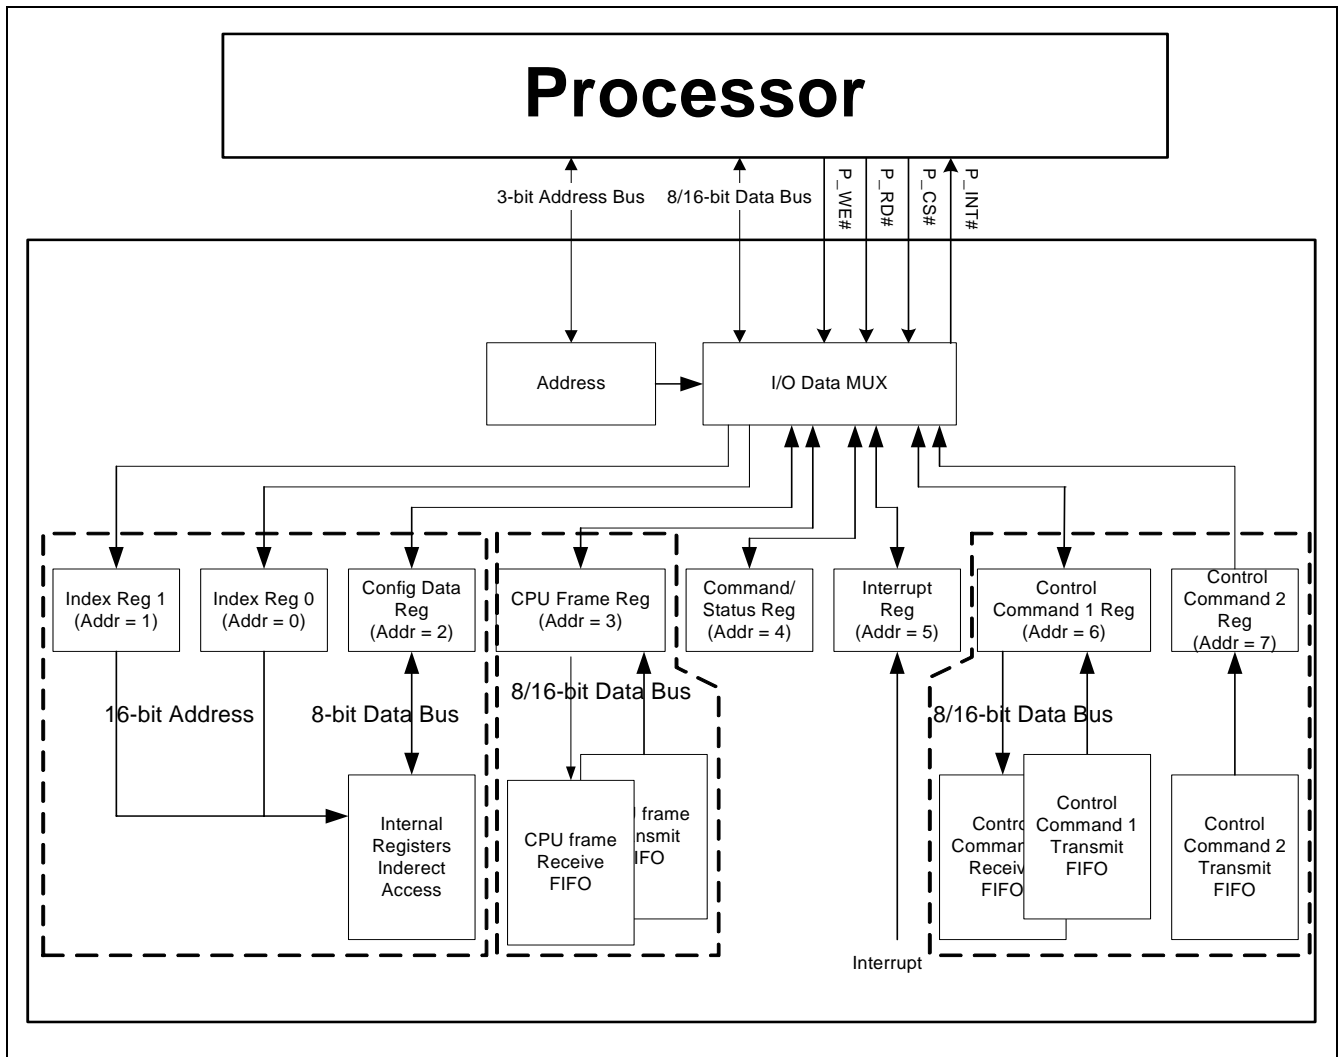 Processor
3-bit Address Bus
8/16-bit Data Bus
P_WE#
P_RD#
P_CS#
P_INT#
Address
I/O Data MUX
Index Reg 1
(Addr = 1)
Index Reg 0
(Addr = 0)
Config Data
Reg
(Addr = 2)
CPU Frame Reg
(Addr = 3)
Command/
Status Reg
(Addr = 4)
Interrupt
Reg
(Addr = 5)
Control
Command 1 Reg
(Addr = 6)
Control
Command 2
Reg
(Addr = 7)
16-bit Address
8-bit Data Bus
8/16-bit Data Bus
8/16-bit Data Bus
Internal
Registers
Inderect
Access
CPU frame
Receive
FIFO
frame
Control
Command 1
Transmit
FIFO
FIFO
Control
Command 2
Transmit
FIFO
Interrupt